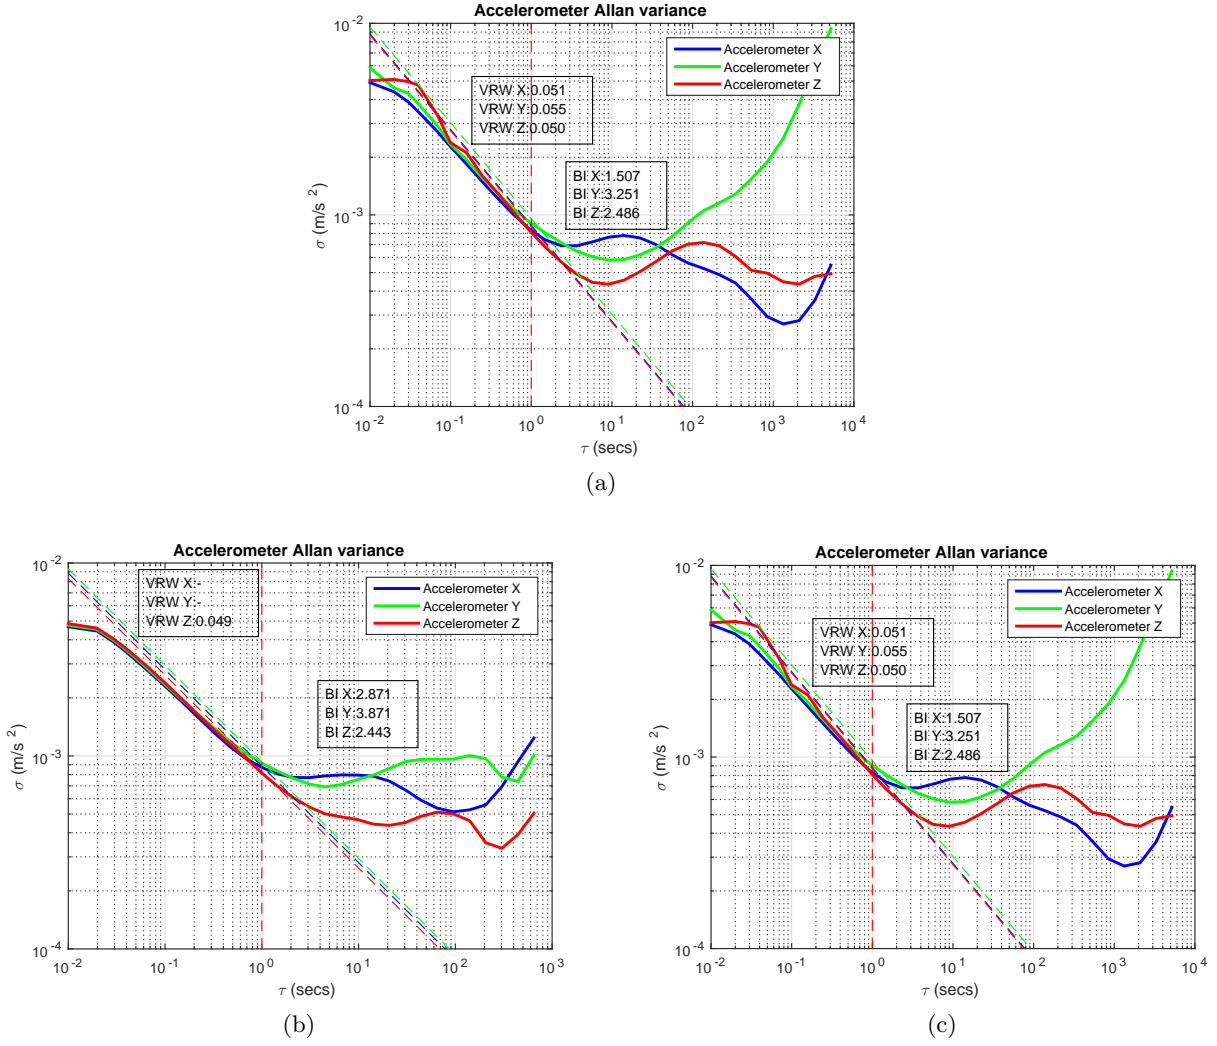 Accelerometer Allan variance
10^-2
10^-3
10^-4
σ (m/s^2)
Accelerometer X
Accelerometer Y
Accelerometer Z
VRW X:0.051
VRW Y:0.055
VRW Z:0.050
BI X:1.507
BI Y:3.251
BI Z:2.486
10^-2 10^-1 10^0 10^1 10^2 10^3 10^4
τ (secs)
(a)
Accelerometer Allan variance
10^-2
10^-3
10^-4
σ (m/s^2)
VRW X:-
VRW Y:-
VRW Z:0.049
Accelerometer X
Accelerometer Y
Accelerometer Z
BI X:2.871
BI Y:3.871
BI Z:2.443
10^-2 10^-1 10^0 10^1 10^2 10^3
τ (secs)
(b)
Accelerometer Allan variance
10^-2
10^-3
10^-4
σ (m/s^2)
Accelerometer X
Accelerometer Y
Accelerometer Z
VRW X:0.051
VRW Y:0.055
VRW Z:0.050
BI X:1.507
BI Y:3.251
BI Z:2.486
10^-2 10^-1 10^0 10^1 10^2 10^3 10^4
τ (secs)
(c)